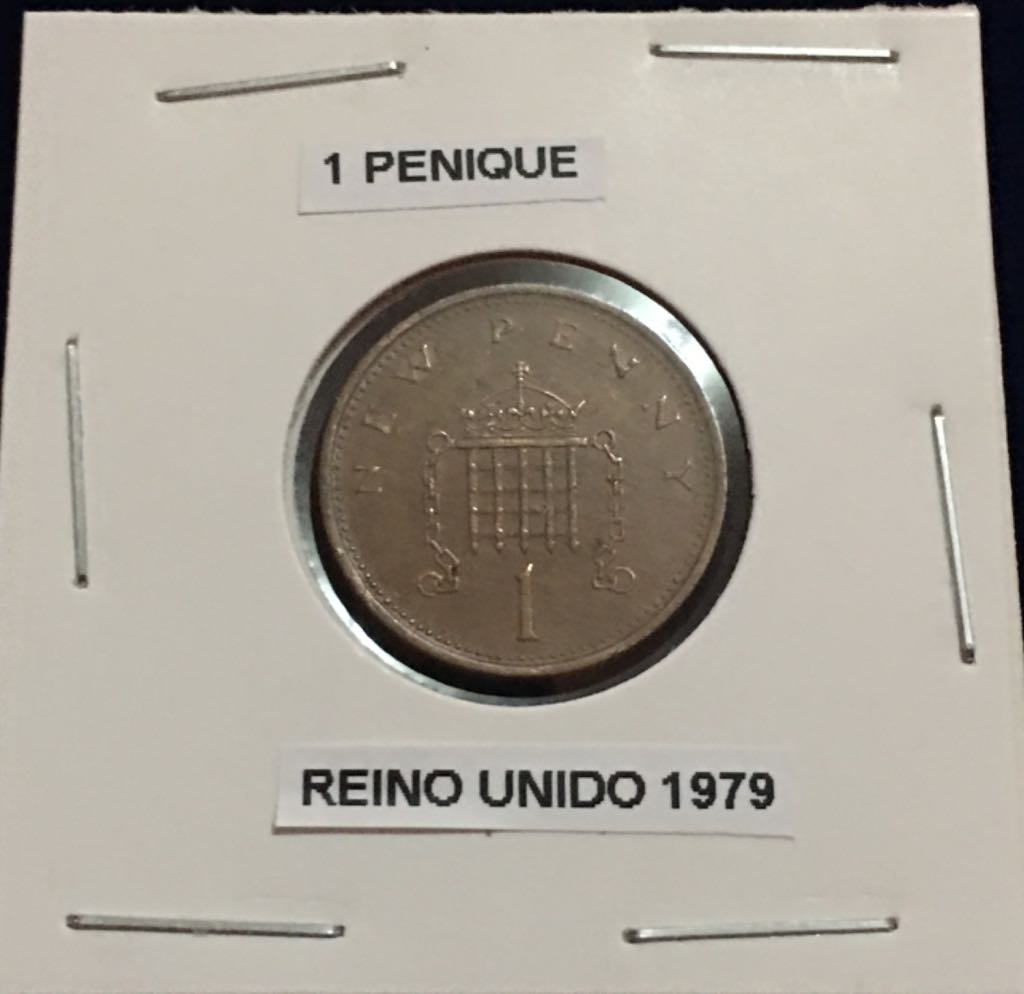 1 PENIQUE
NEW PENNY
1
REINO UNIDO 1979